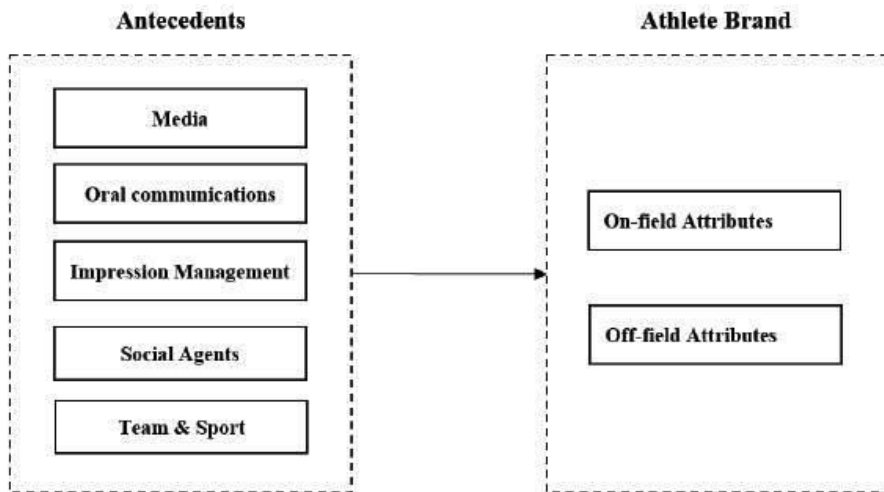 Antecedents
Athlete Brand
Media
Oral communications
Impression Management
Social Agents
Team & Sport
On-field Attributes
Off-field Attributes